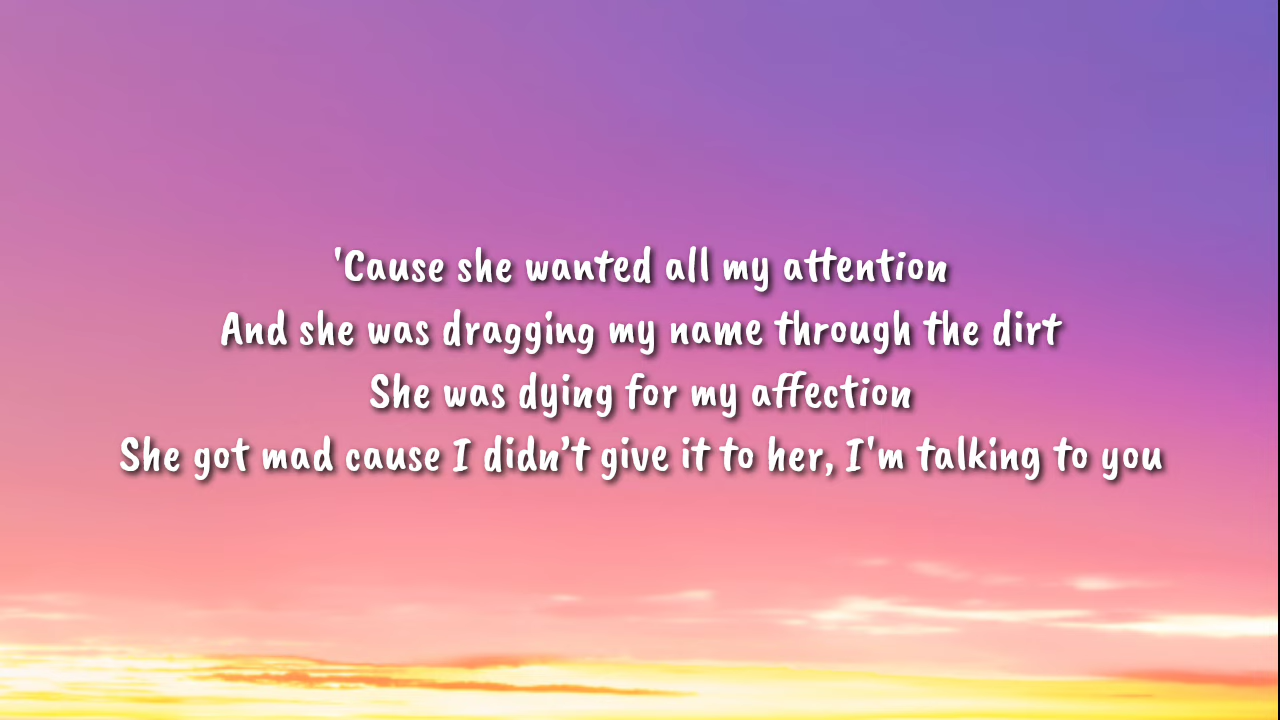 'Cause she wanted all my attention
And she was dragging my name through the dirt
She was dying for my affection
She got mad cause I didn’t give it to her, I'm talking to you